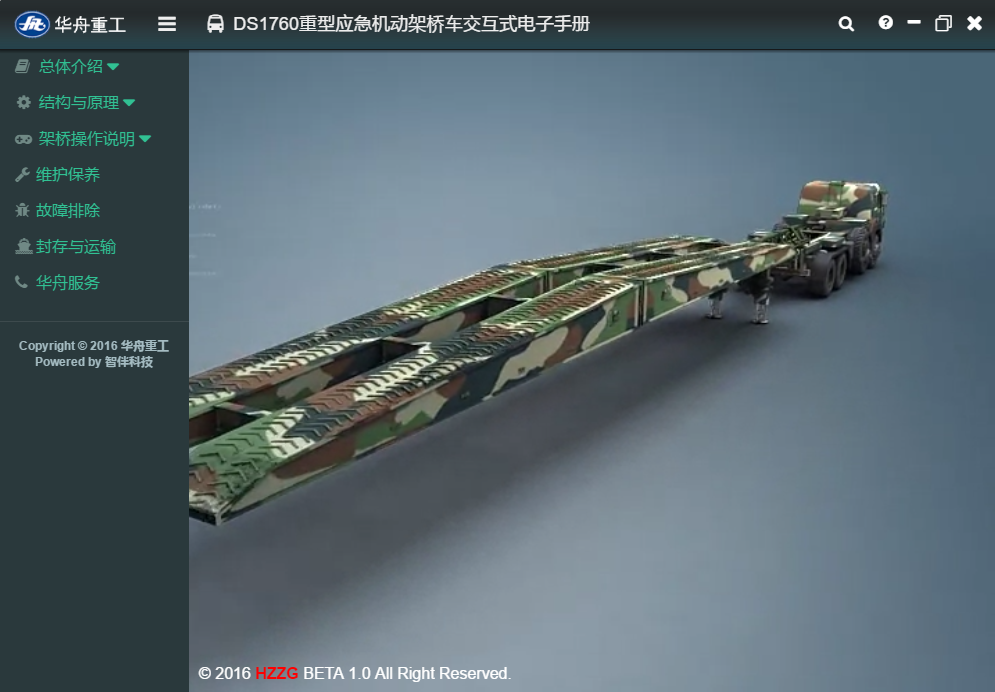 华舟重工
DS1760重型应急机动架桥车交互式电子手册
总体介绍
结构与原理
架桥操作说明
维护保养
故障排除
封存与运输
华舟服务
Copyright © 2016 华舟重工
Powered by 智伴科技
© 2016 HZZG BETA 1.0 All Right Reserved.